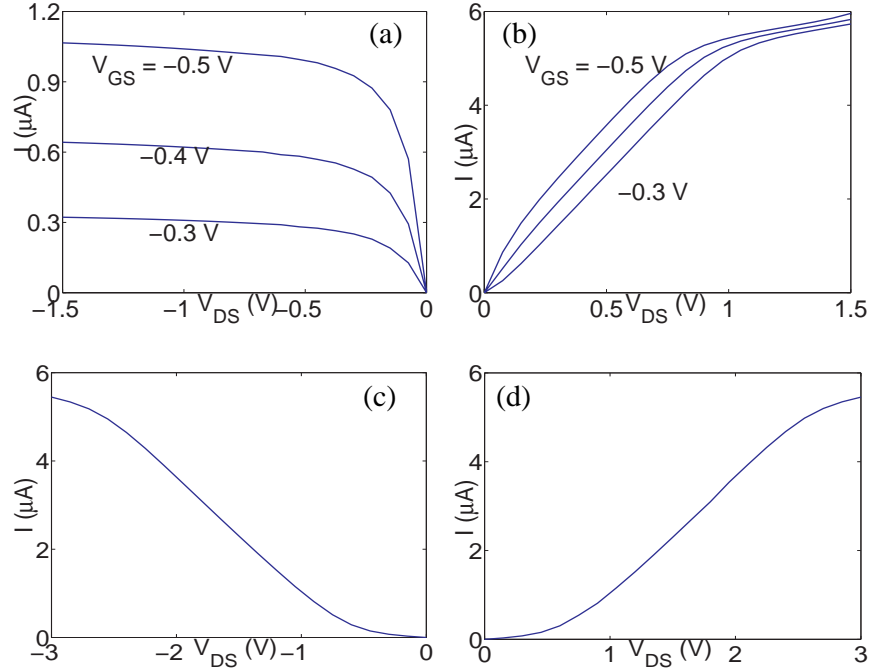 (a)
V_GS = −0.5 V
−0.4 V
−0.3 V
I (μA)
1.2
0.9
0.6
0.3
0
−1.5
−1
−0.5
0
V_DS (V)
(b)
V_GS = −0.5 V
−0.3 V
I (μA)
6
4
2
0
0
0.5
1
1.5
V_DS (V)
(c)
I (μA)
6
4
2
0
−3
−2
−1
0
V_DS (V)
(d)
I (μA)
6
4
2
0
0
1
2
3
V_DS (V)